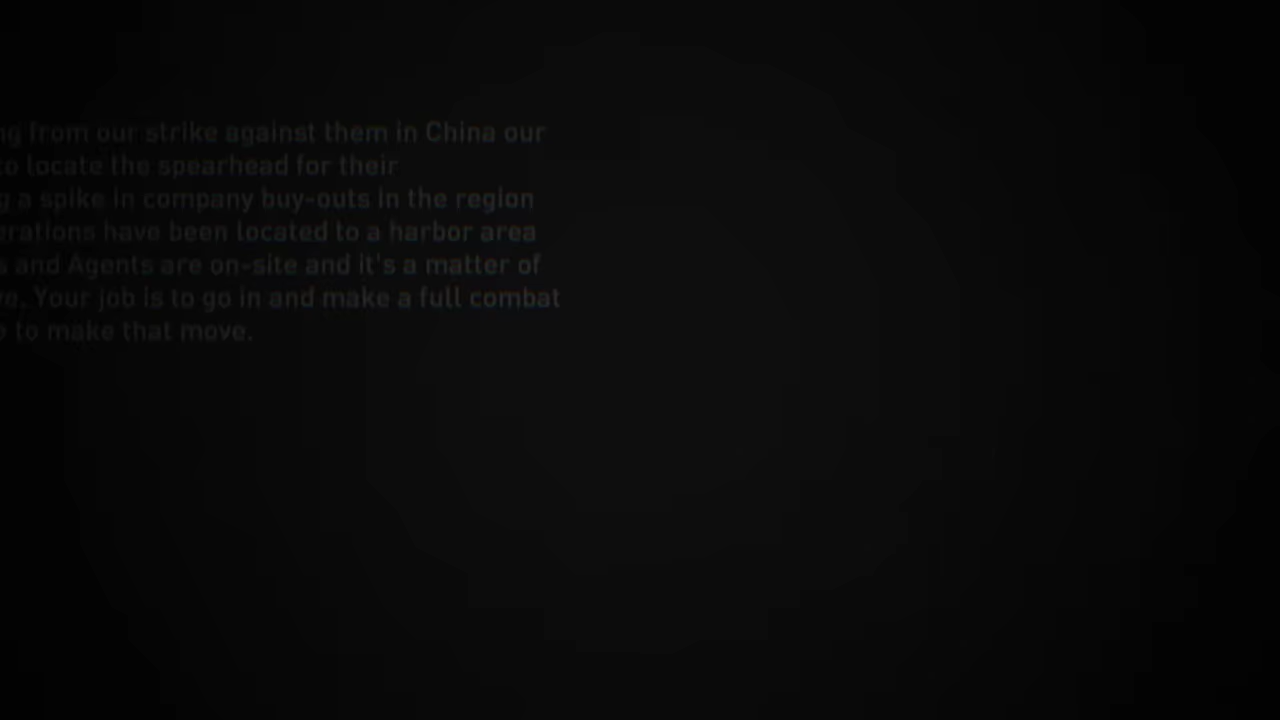 from our strike against them in China our
to locate the spearhead for their
a spike in company buy-outs in the region
erations have been located to a harbor area
s and Agents are on-site and it's a matter of
ve. Your job is to go in and make a full combat
to make that move.